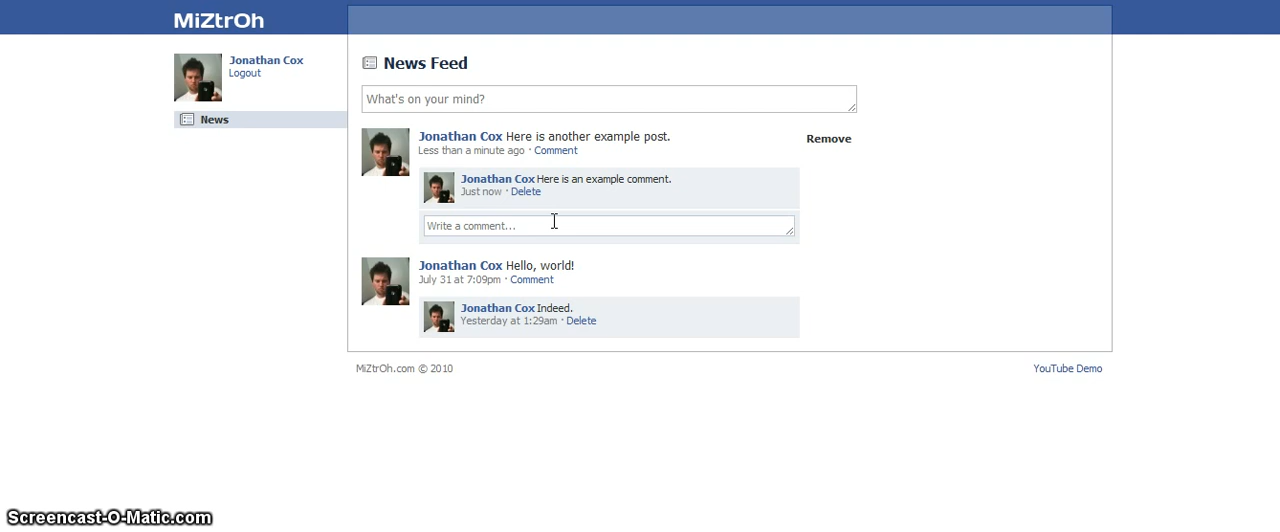 MiZtrOh
Jonathan Cox
Logout
News
News Feed
What's on your mind?
Jonathan Cox Here is another example post.
Remove
Less than a minute ago · Comment
Jonathan Cox Here is an example comment.
Just now · Delete
Write a comment...
Jonathan Cox Hello, world!
July 31 at 7:09pm · Comment
Jonathan Cox Indeed.
Yesterday at 1:29am · Delete
MiZtrOh.com © 2010
YouTube Demo
Screencast-O-Matic.com